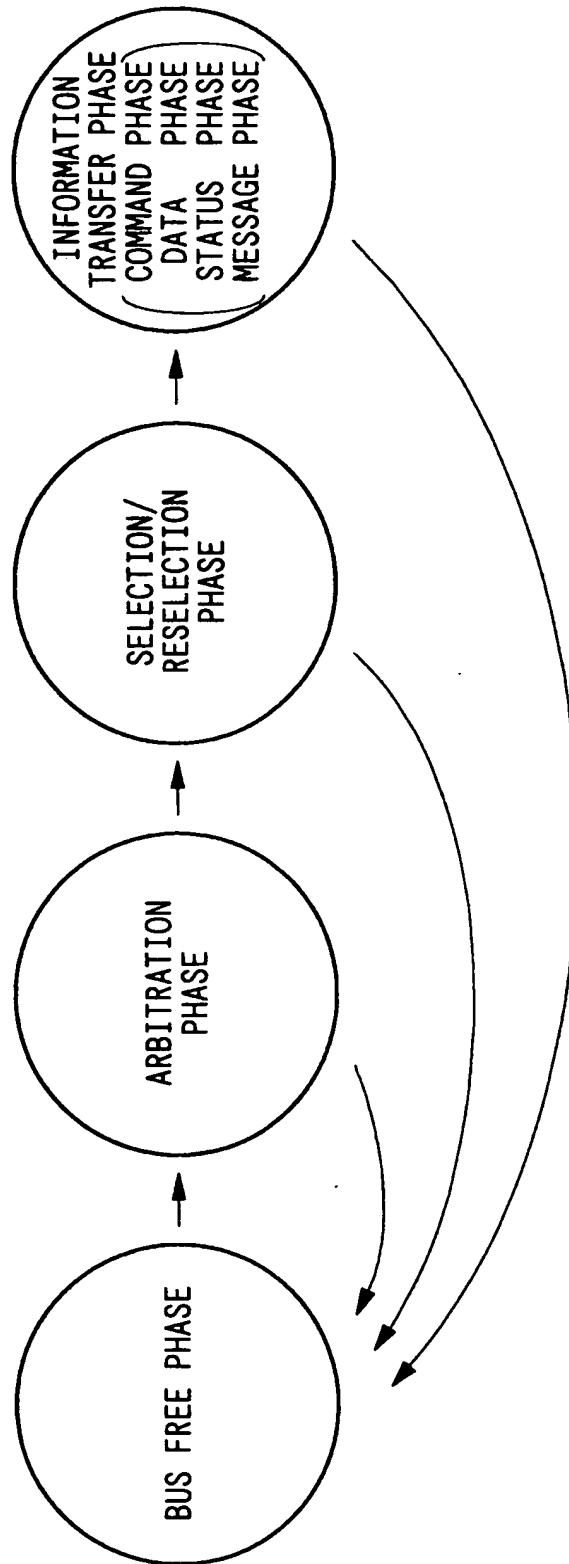 BUS FREE PHASE
ARBITRATION
PHASE
SELECTION/
RESELECTION
PHASE
INFORMATION
TRANSFER PHASE
(COMMAND PHASE)
DATA PHASE
STATUS PHASE
MESSAGE PHASE